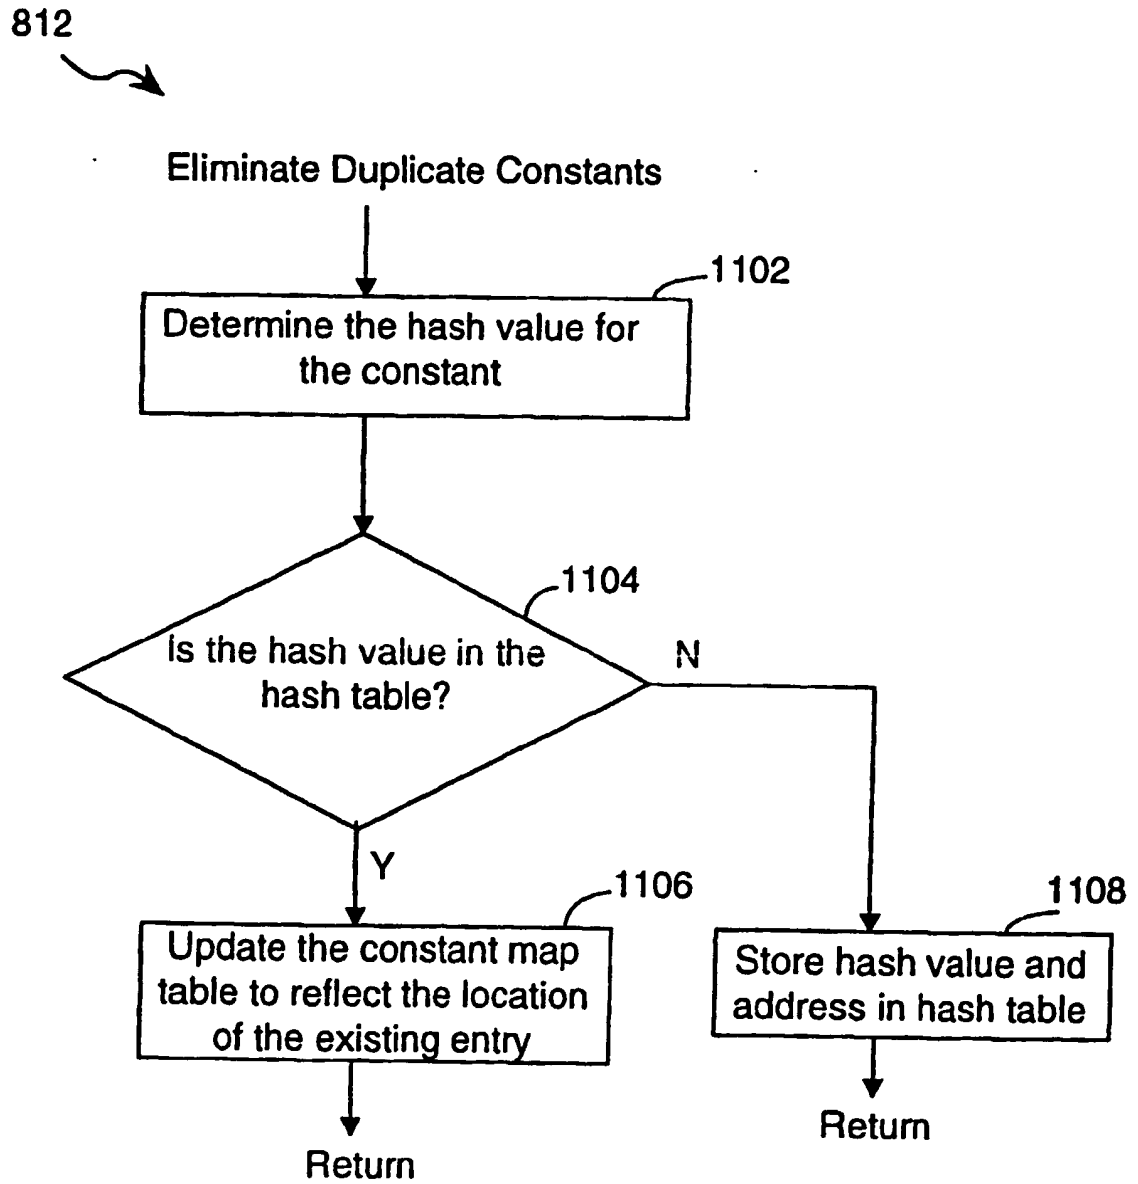 812
Eliminate Duplicate Constants
1102
Determine the hash value for
the constant
1104
Is the hash value in the
hash table?
N
Y
1106
Update the constant map
table to reflect the location
of the existing entry
Return
1108
Store hash value and
address in hash table
Return